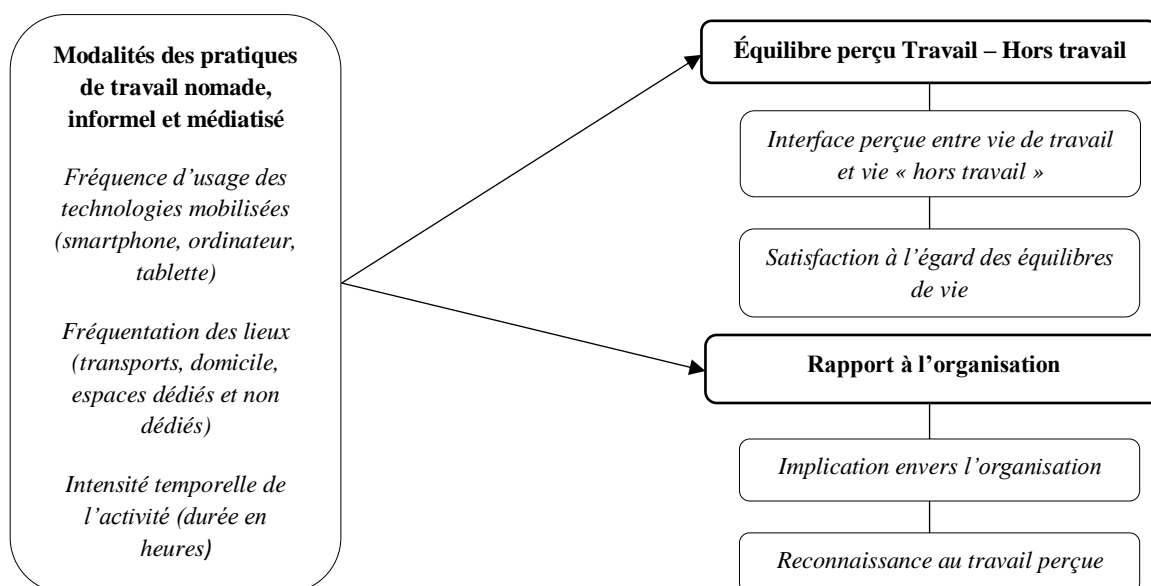 Modalités des pratiques
de travail nomade,
informel et médiatisé
Fréquence d’usage des
technologies mobilisées
(smartphone, ordinateur,
tablette)
Fréquentation des lieux
(transports, domicile,
espaces dédiés et non
dédiés)
Intensité temporelle de
l’activité (durée en
heures)
Équilibre perçu Travail – Hors travail
Interface perçue entre vie de travail
et vie « hors travail »
Satisfaction à l’égard des équilibres
de vie
Rapport à l’organisation
Implication envers l’organisation
Reconnaissance au travail perçue